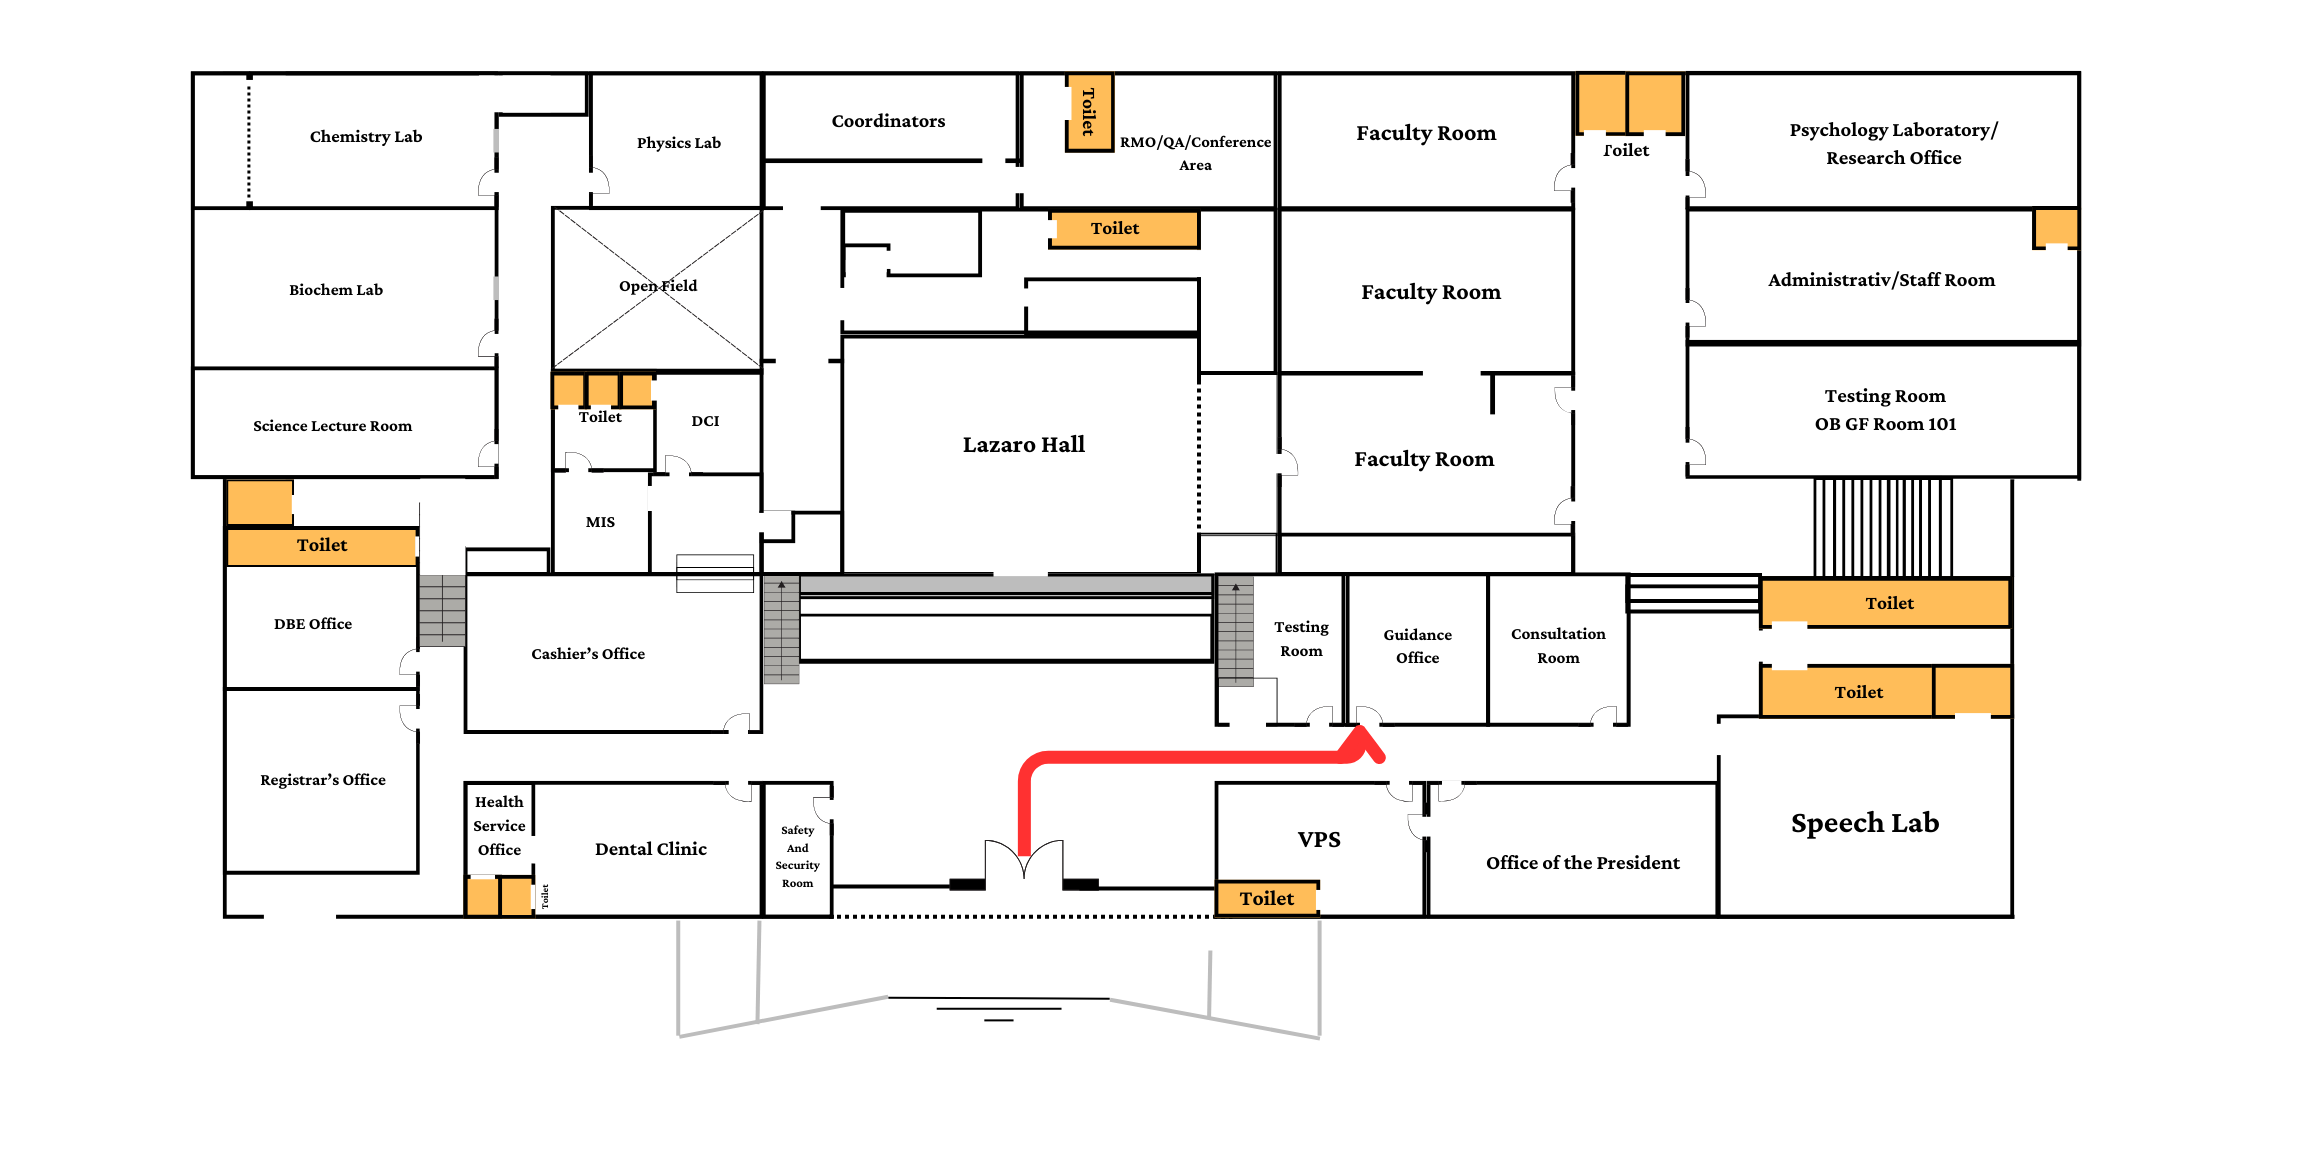 Chemistry Lab
Physics Lab
Coordinators
Toilet
RMO/QA/Conference
Area
Faculty Room
Toilet
Psychology Laboratory/
Research Office
Biochem Lab
Open Field
Toilet
Faculty Room
Administrativ/Staff Room
Science Lecture Room
Toilet
DCI
Lazaro Hall
Faculty Room
Testing Room
OB GF Room 101
MIS
Toilet
DBE Office
Cashier's Office
Testing
Room
Guidance
Office
Consultation
Room
Toilet
Toilet
Registrar's Office
Health
Service
Office
Toilet
Dental Clinic
Safety
And
Security
Room
VPS
Toilet
Office of the President
Speech Lab